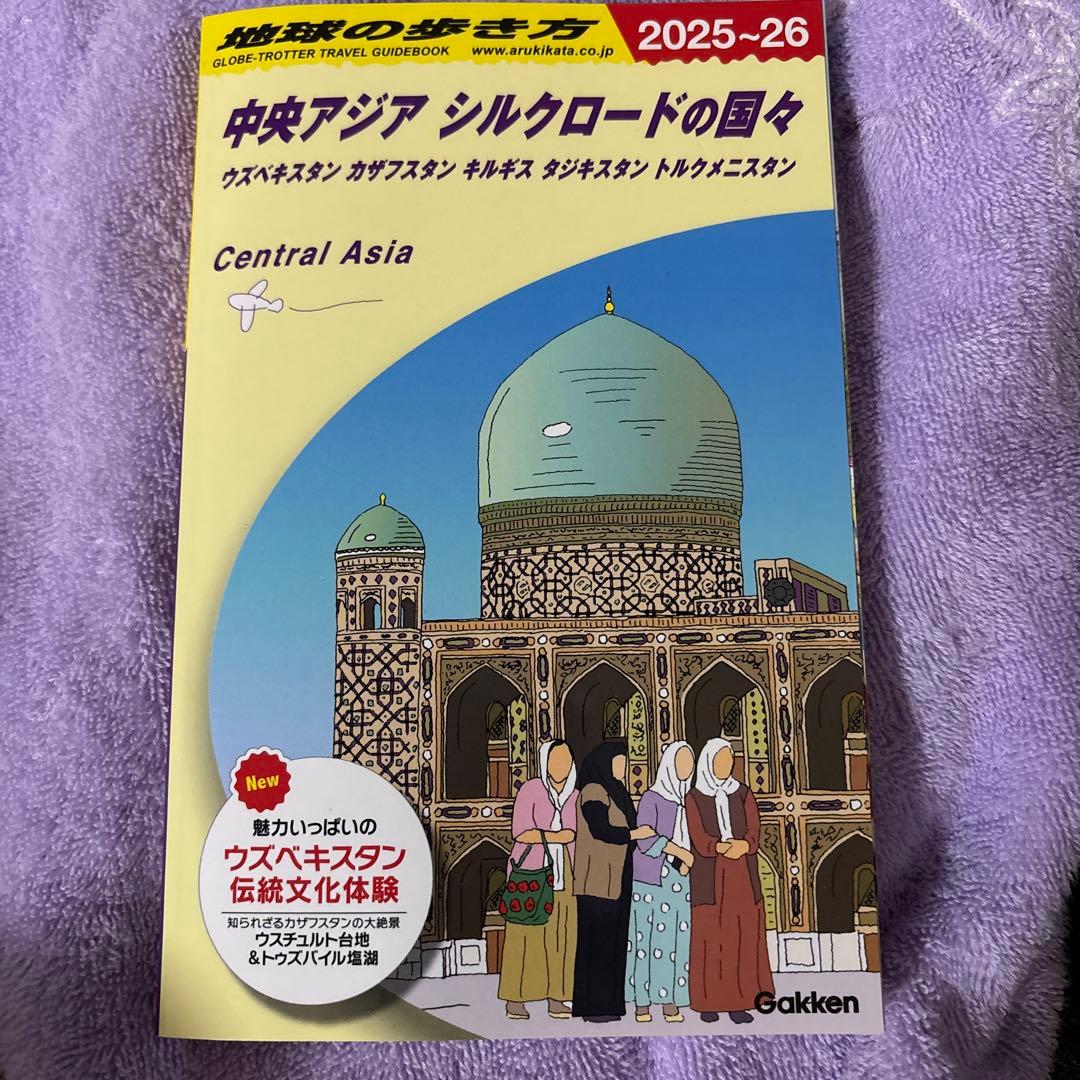 地球の歩き方
GLOBE-TROTTER TRAVEL GUIDEBOOK
www.arukikata.co.jp
2025~26
中央アジア シルクロードの国々
ウズベキスタン カザフスタン キルギス タジキスタン トルクメニスタン
Central Asia
New
魅力いっぱいの
ウズベキスタン
伝統文化体験
知られざるカザフスタンの大絶景
ウスチュルト台地
&トゥズバイル塩湖
Gakken